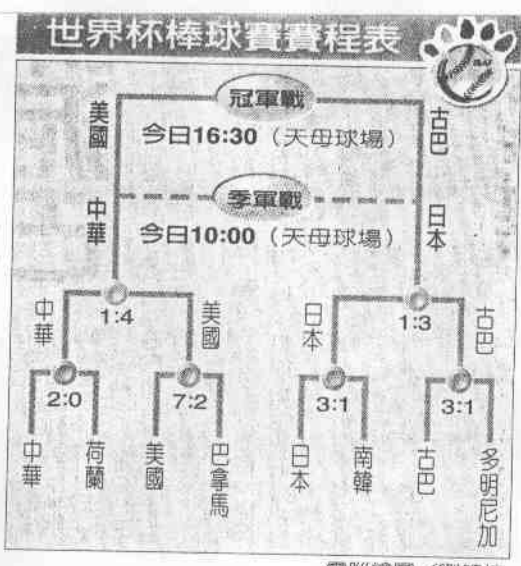 世界杯棒球賽賽程表
冠軍戰
美國
古巴
今日16:30（天母球場）
季軍戰
中華
日本
今日10:00（天母球場）
中華
1:4
美國
日本
1:3
古巴
2:0
7:2
3:1
3:1
中華
荷蘭
美國
巴拿馬
日本
南韓
古巴
多明尼加